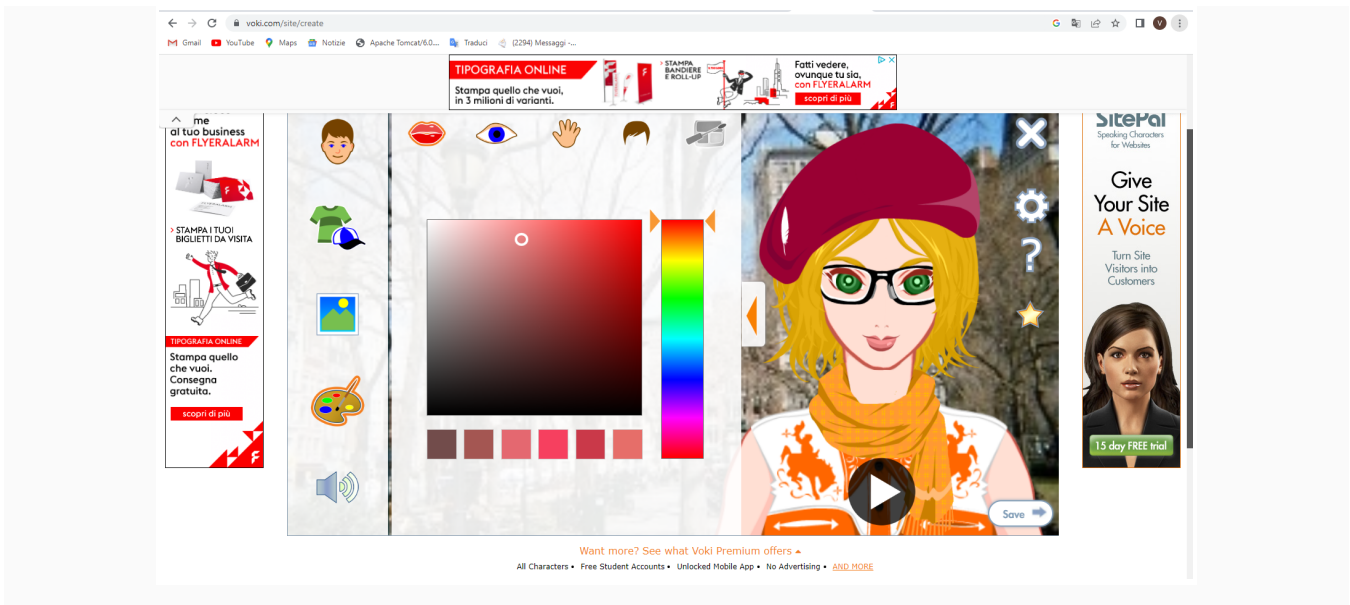 voki.com/site/create
G
V
Gmail
YouTube
Maps
Notizie
Apache Tomcat/6.0...
Traduci
(2294) Messaggi -...
TIPOGRAFIA ONLINE
Stampa quello che vuoi,
in 3 milioni di varianti.
> STAMPA
BANDIERE
E ROLL-UP
Fatti vedere,
ovunque tu sia,
con FLYERALARM
scopri di più
me
al tuo business
con FLYERALARM
> STAMPA I TUOI
BIGLIETTI DA VISITA
TIPOGRAFIA ONLINE
Stampa quello
che vuoi.
Consegna
gratuita.
scopri di più
F
?
Save
SitePal
Speaking Characters
for Websites
Give
Your Site
A Voice
Turn Site
Visitors into
Customers
15 day FREE trial
Want more? See what Voki Premium offers
All Characters • Free Student Accounts • Unlocked Mobile App • No Advertising • AND MORE